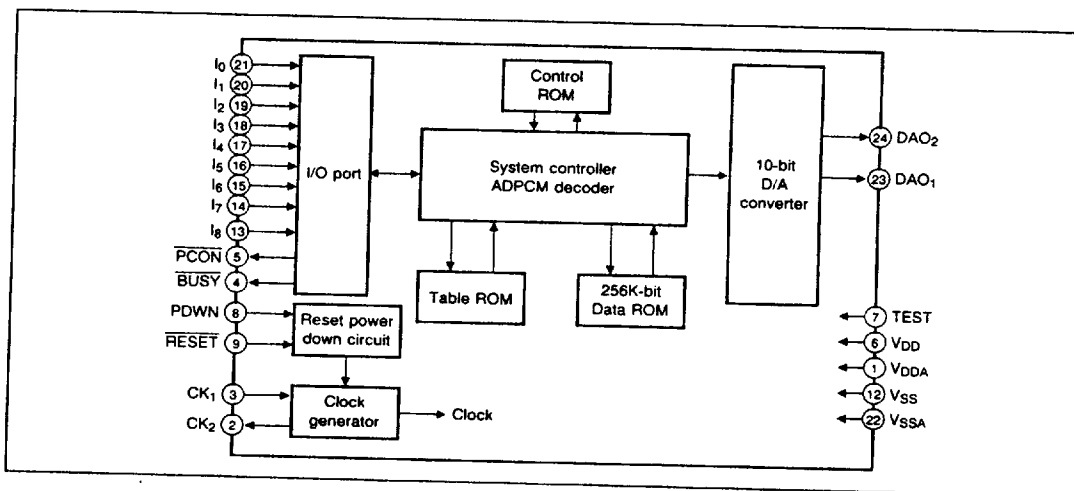 I0 21
I1 20
I2 19
I3 18
I4 17
I5 16
I6 15
I7 14
I8 13
PCON 5
BUSY 4
PDWN 8
RESET 9
CK1 3
CK2 2
I/O port
Reset power
down circuit
Clock
generator
Clock
Control
ROM
System controller
ADPCM decoder
Table ROM
256K-bit
Data ROM
10-bit
D/A
converter
24 DAO2
23 DAO1
7 TEST
6 VDD
1 VDDA
12 VSS
22 VSSA